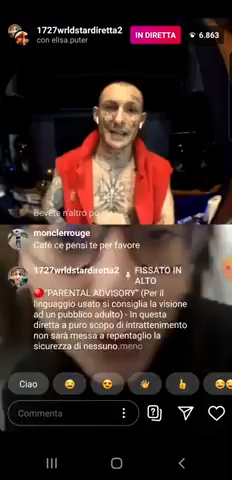 1727wrldstardiretta2
con elisa.puter
IN DIRETTA
6.863
Bevete n'altro po
monclerrouge
Cate ce pensi te per favore
1727wrldstardiretta2
FISSATO IN
ALTO
"PARENTAL ADVISORY" (Per il
linguaggio usato si consiglia la visione
ad un pubblico adulto) - In questa
diretta a puro scopo di intrattenimento
non sarà messa a repentaglio la
sicurezza di nessuno.meno
Ciao
Commenta